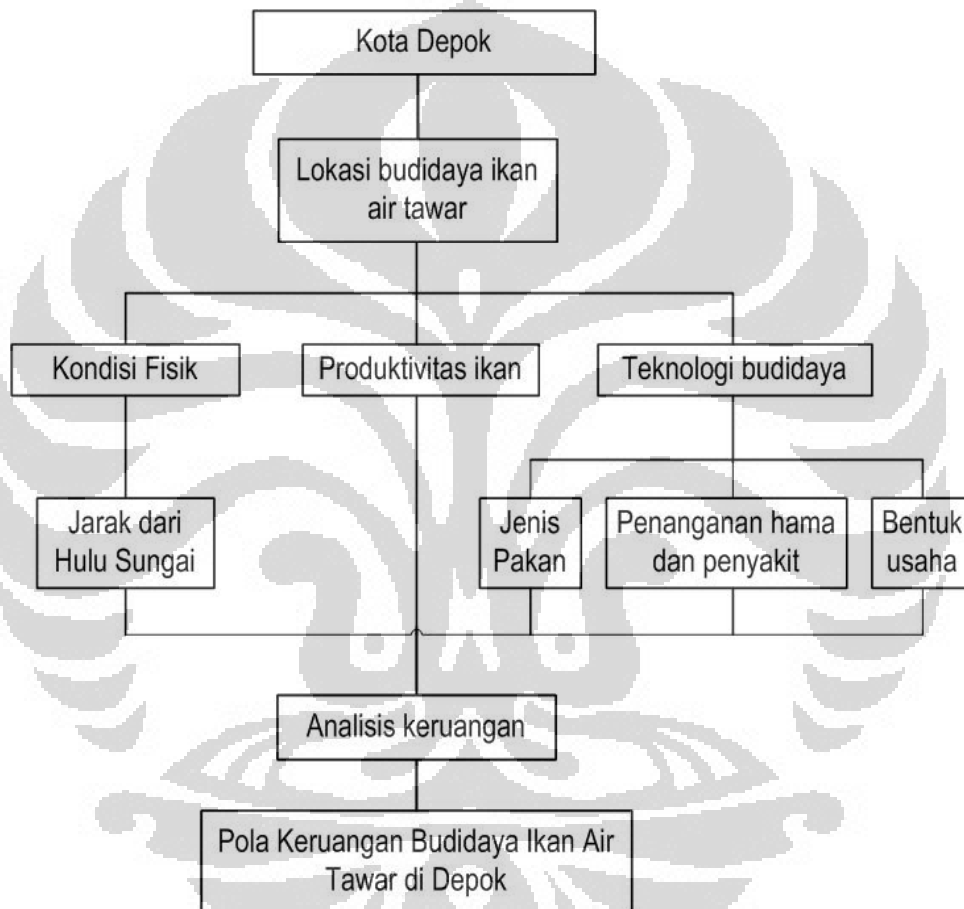 Kota Depok
Lokasi budidaya ikan
air tawar
Kondisi Fisik
Produktivitas ikan
Teknologi budidaya
Jarak dari
Hulu Sungai
Jenis
Pakan
Penanganan hama
dan penyakit
Bentuk
usaha
Analisis keruangan
Pola Keruangan Budidaya Ikan Air
Tawar di Depok